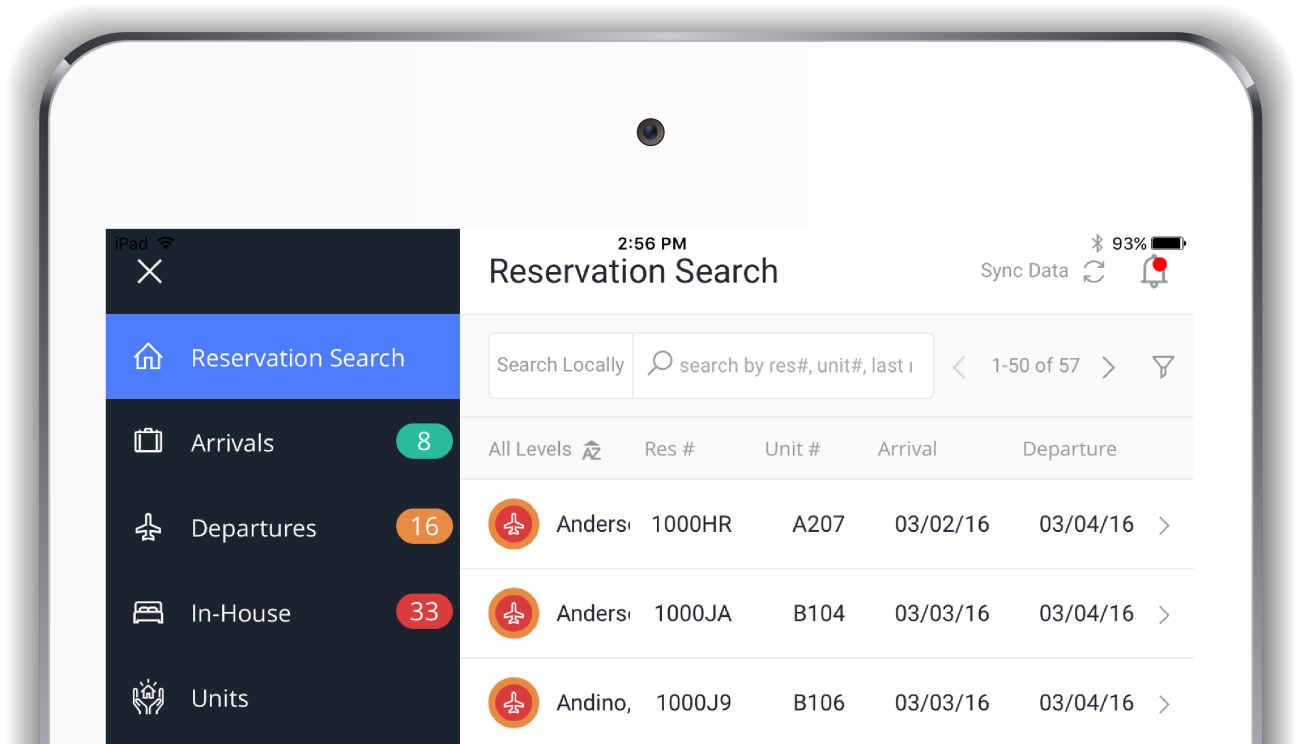 iPad 2:56 PM 93%
Reservation Search Sync Data
Reservation Search
Arrivals 8
Departures 16
In-House 33
Units
Search Locally search by res#, unit#, last 1-50 of 57
All Levels AZ Res # Unit # Arrival Departure
Anders 1000HR A207 03/02/16 03/04/16
Anders 1000JA B104 03/03/16 03/04/16
Andino, 1000J9 B106 03/03/16 03/04/16